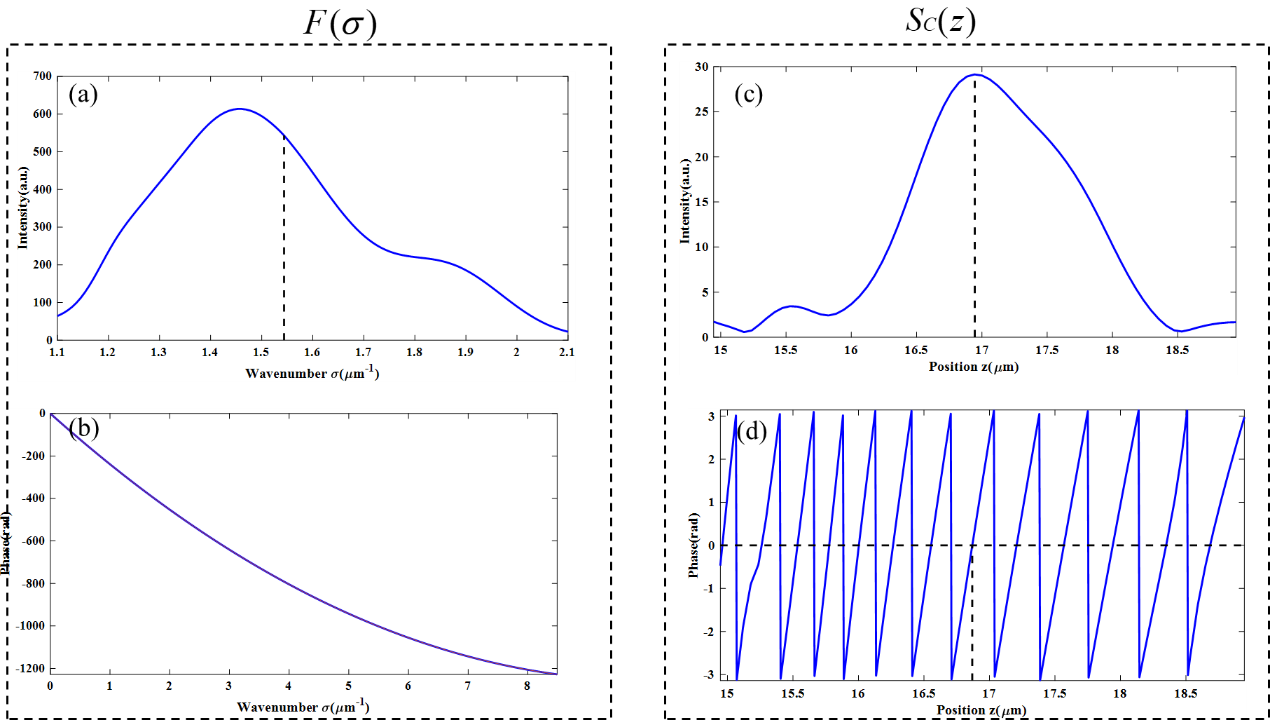 F(σ)
(a)
700
600
500
400
300
200
100
0
Intensity(a.u.)
1.1 1.2 1.3 1.4 1.5 1.6 1.7 1.8 1.9 2 2.1
Wavenumber σ(μm⁻¹)
(b)
0
-200
-400
-600
-800
-1000
-1200
Phase(rad)
0 1 2 3 4 5 6 7 8
Wavenumber σ(μm⁻¹)
Sc(z)
(c)
30
25
20
15
10
5
0
Intensity(a.u.)
15 15.5 16 16.5 17 17.5 18 18.5
Position z(μm)
(d)
3
2
1
0
-1
-2
-3
Phase(rad)
15 15.5 16 16.5 17 17.5 18 18.5
Position z(μm)